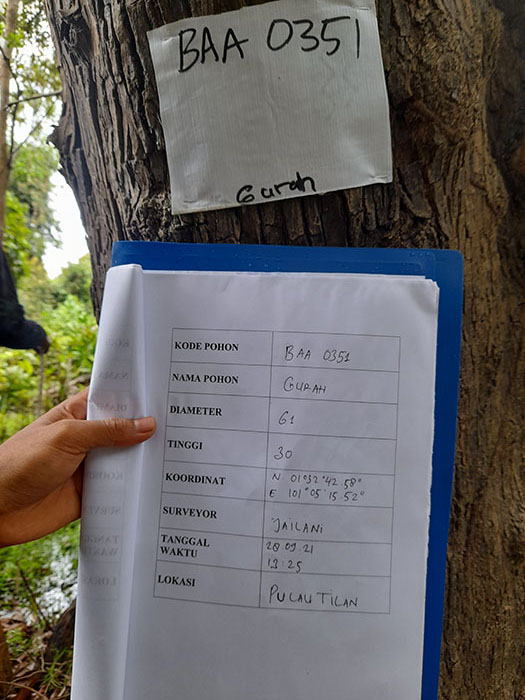 BAA 0351
Gurah
KODE POHON BAA 0351
NAMA POHON GURAH
DIAMETER 61
TINGGI 30
KOORDINAT N 01°32'42.58"
E 101°05'15.52"
SURVEYOR JAILANI
TANGGAL 28.09.21
WAKTU 13:25
LOKASI PULAU TILAN